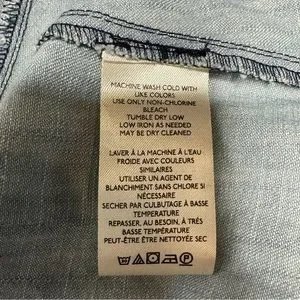 MACHINE WASH COLD WITH
LIKE COLORS
USE ONLY NON-CHLORINE
BLEACH
TUMBLE DRY LOW
LOW IRON AS NEEDED
MAY BE DRY CLEANED
LAVER À LA MACHINE À L'EAU
FROIDE AVEC COULEURS
SIMILAIRES
UTILISER UN AGENT DE
BLANCHIMENT SANS CHLORE SI
NÉCESSAIRE
SECHER PAR CULBUTAGE À BASSE
TEMPERATURE
REPASSER, AU BESOIN, À TRÉS
BASSE TEMPÉRATURE
PEUT-ÊTRE ÊTRE NETTOYÉE SEC